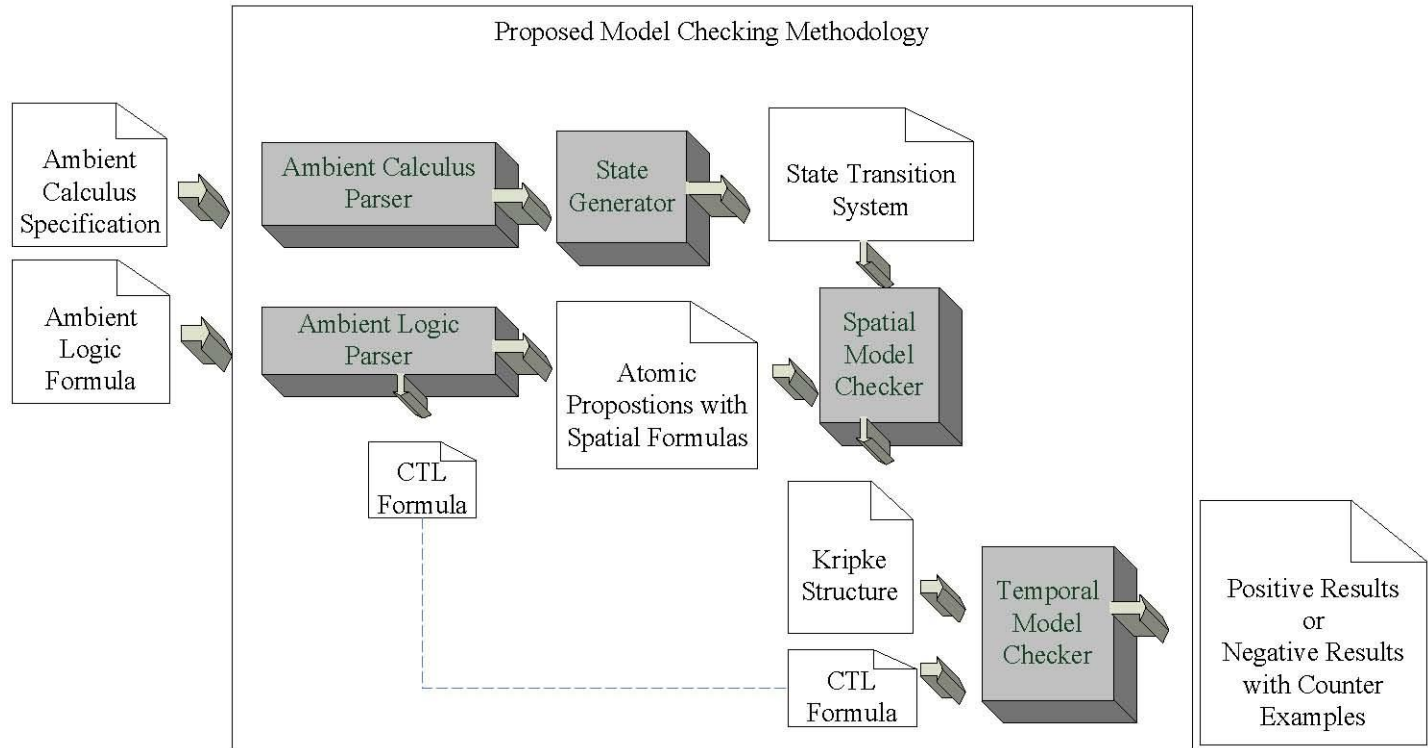 Proposed Model Checking Methodology
Ambient
Calculus
Specification
Ambient Calculus
Parser
State
Generator
State Transition
System
Ambient
Logic
Formula
Ambient Logic
Parser
Atomic
Propostions with
Spatial Formulas
Spatial
Model
Checker
CTL
Formula
Kripke
Structure
CTL
Formula
Temporal
Model
Checker
Positive Results
or
Negative Results
with Counter
Examples